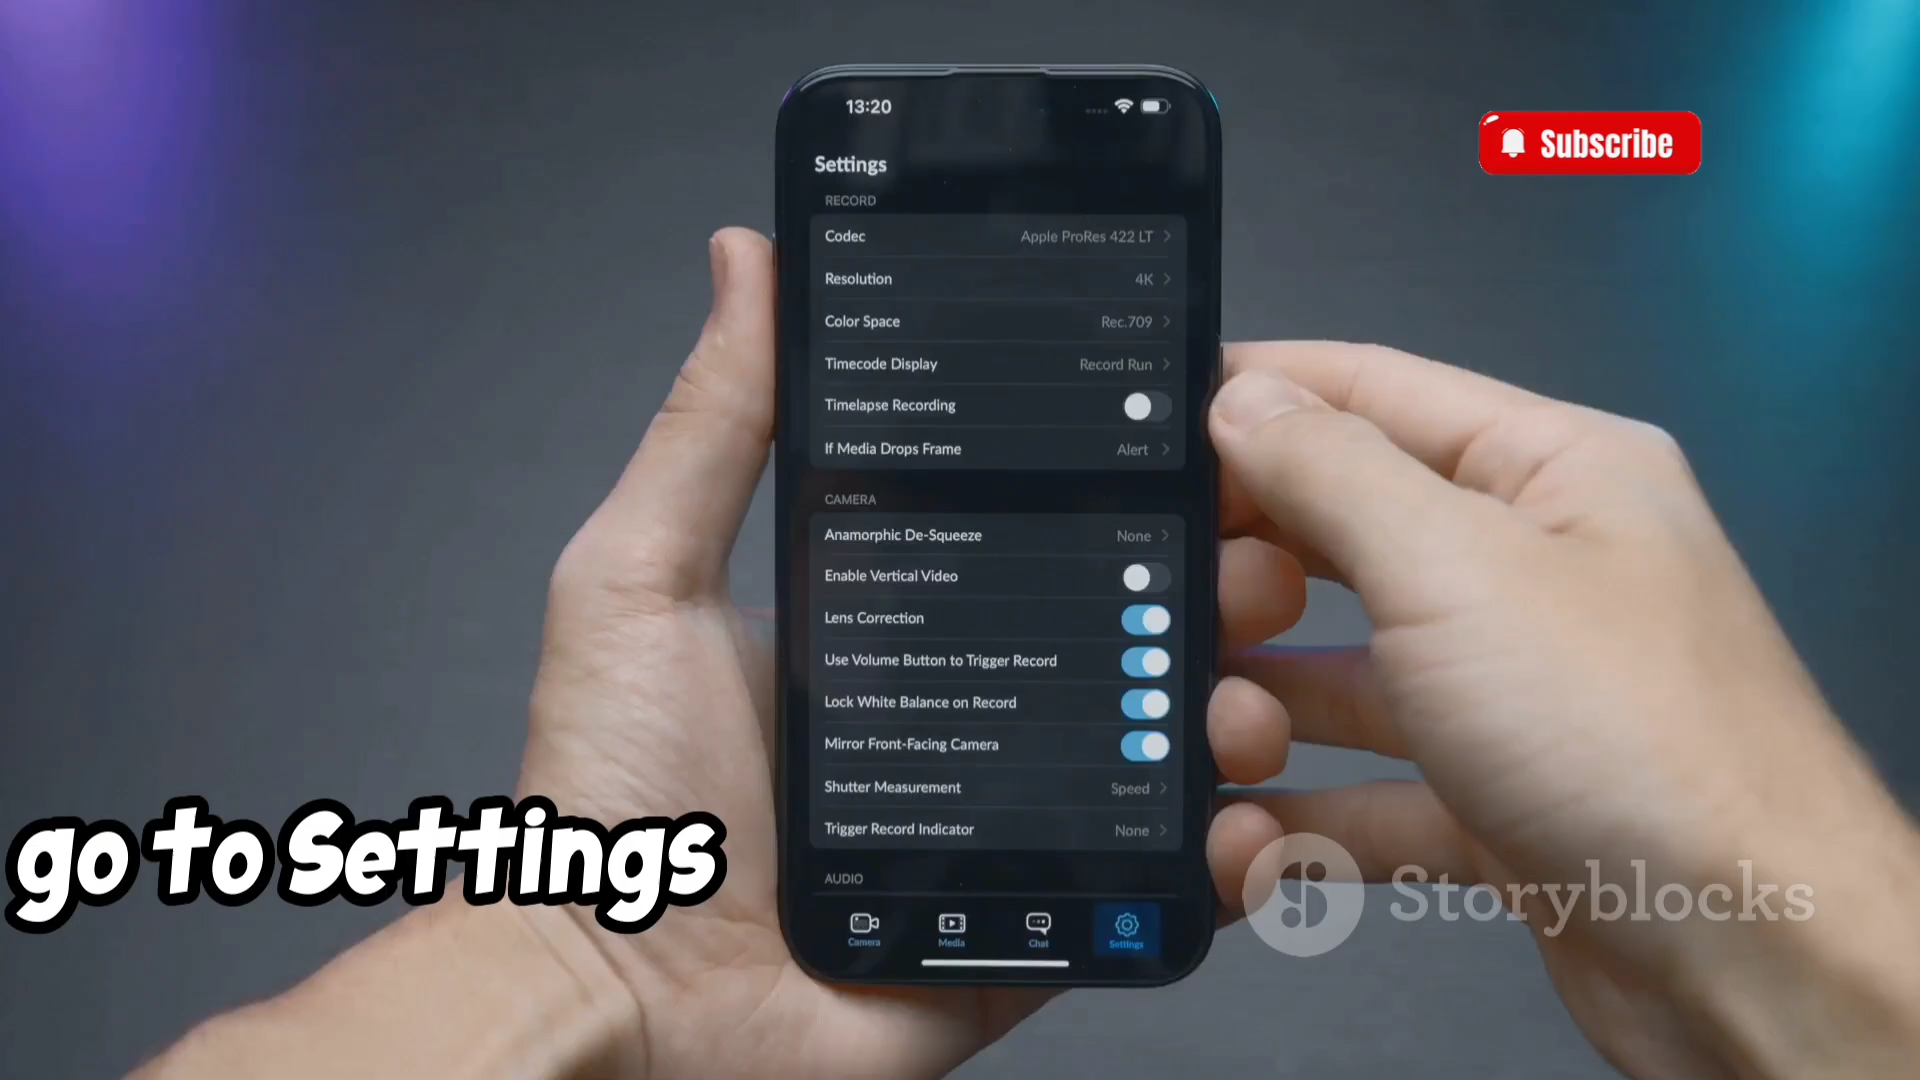 13:20
Subscribe
Settings
RECORD
Codec Apple ProRes 422 LT
Resolution 4K
Color Space Rec.709
Timecode Display Record Run
Timelapse Recording
If Media Drops Frame Alert
CAMERA
Anamorphic De-Squeeze None
Enable Vertical Video
Lens Correction
Use Volume Button to Trigger Record
Lock White Balance on Record
Mirror Front-Facing Camera
Shutter Measurement Speed
Trigger Record Indicator None
AUDIO
Camera Media Chat Settings
go to Settings
Storyblocks